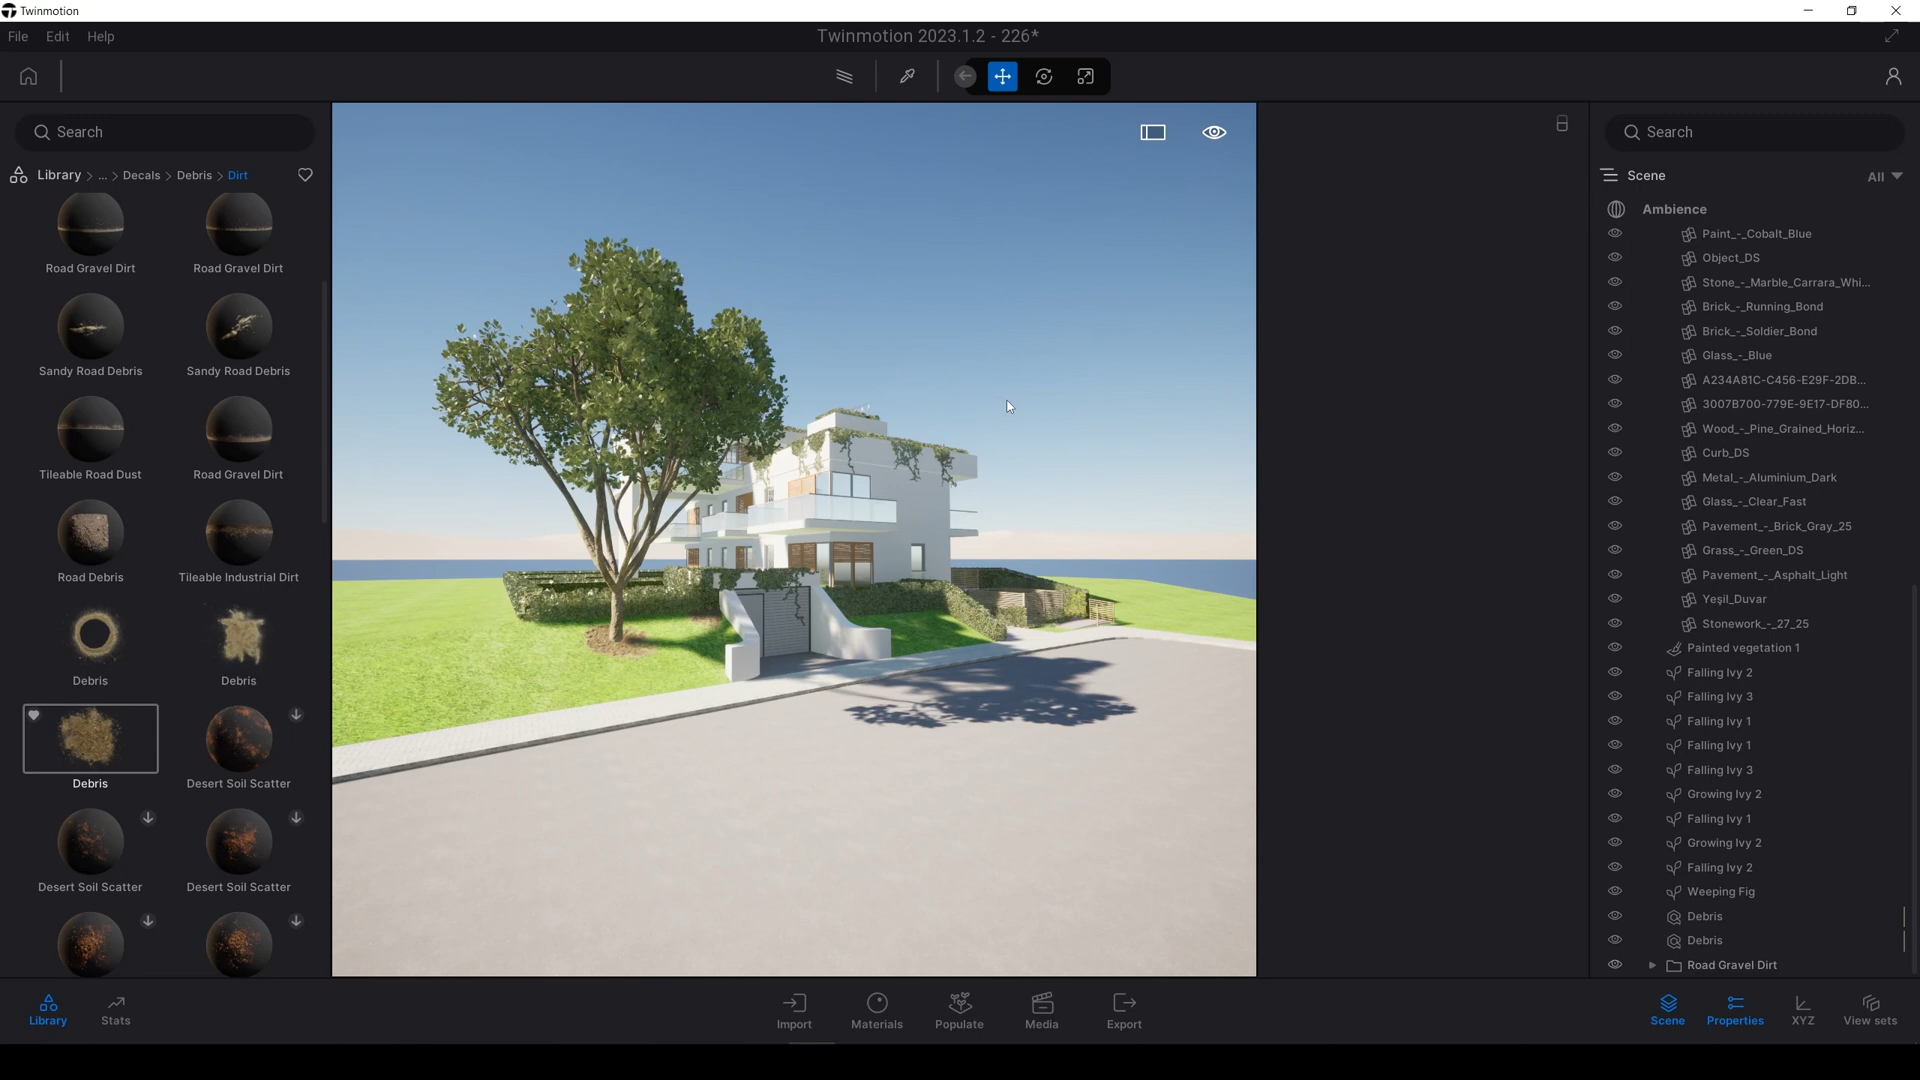 Twinmotion
File Edit Help
Twinmotion 2023.1.2 - 226*
Search
Library > ... > Decals > Debris > Dirt
Road Gravel Dirt
Road Gravel Dirt
Sandy Road Debris
Sandy Road Debris
Tileable Road Dust
Road Gravel Dirt
Road Debris
Tileable Industrial Dirt
Debris
Debris
Debris
Desert Soil Scatter
Desert Soil Scatter
Desert Soil Scatter
Search
Scene
All
Ambience
Paint_-_Cobalt_Blue
Object_DS
Stone_-_Marble_Carrara_Whi...
Brick_-_Running_Bond
Brick_-_Soldier_Bond
Glass_-_Blue
A234A81C-C456-E29F-2DB...
3007B700-779E-9E17-DF80...
Wood_-_Pine_Grained_Horiz...
Curb_DS
Metal_-_Aluminium_Dark
Glass_-_Clear_Fast
Pavement_-_Brick_Gray_25
Grass_-_Green_DS
Pavement_-_Asphalt_Light
Yeşil_Duvar
Stonework_-_27_25
Painted vegetation 1
Falling Ivy 2
Falling Ivy 3
Falling Ivy 1
Falling Ivy 1
Falling Ivy 3
Growing Ivy 2
Falling Ivy 1
Growing Ivy 2
Falling Ivy 2
Weeping Fig
Debris
Debris
Road Gravel Dirt
Library
Stats
Import
Materials
Populate
Media
Export
Scene
Properties
XYZ
View sets